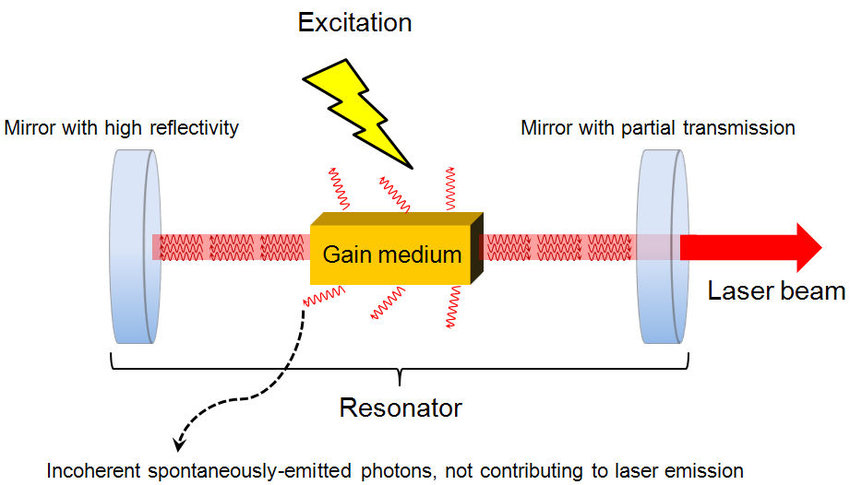 Excitation
Mirror with high reflectivity
Mirror with partial transmission
Gain medium
Laser beam
Resonator
Incoherent spontaneously-emitted photons, not contributing to laser emission